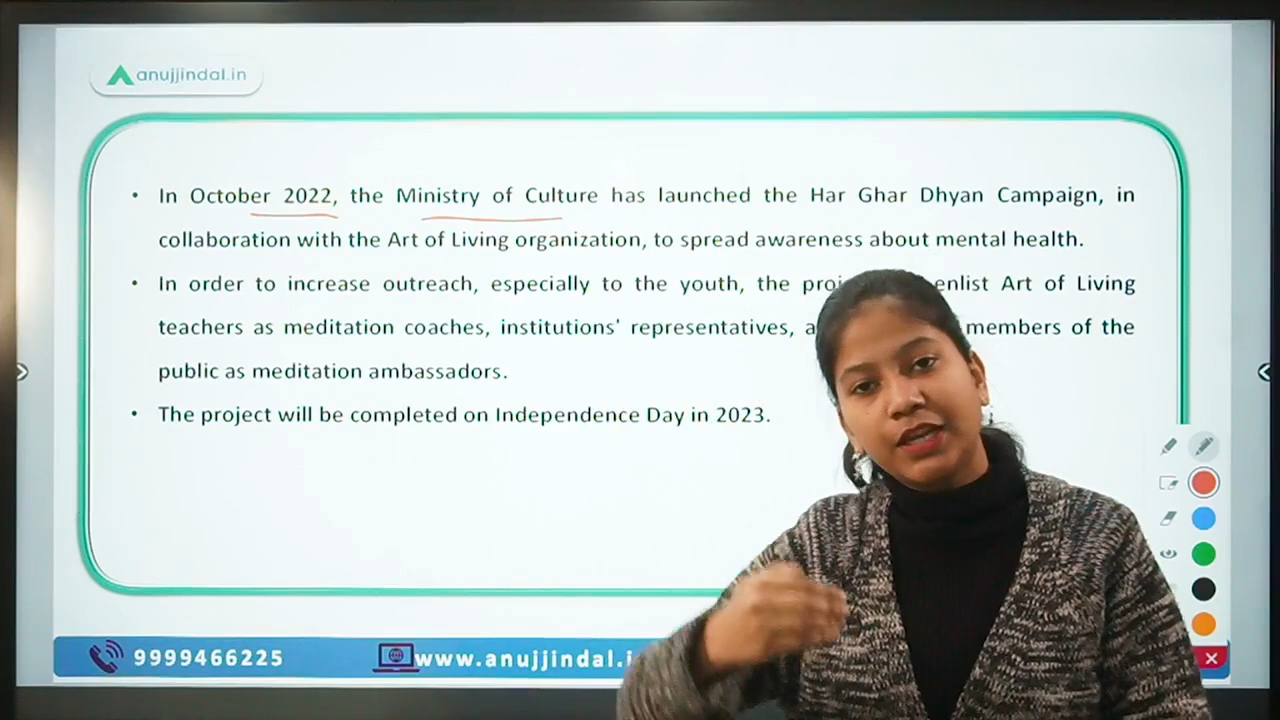 anujjindal.in
• In October 2022, the Ministry of Culture has launched the Har Ghar Dhyan Campaign, in
collaboration with the Art of Living organization, to spread awareness about mental health.
• In order to increase outreach, especially to the youth, the enlist Art of Living
teachers as meditation coaches, institutions' representatives, members of the
public as meditation ambassadors.
• The project will be completed on Independence Day in 2023.
9999466225 www.anujjindal.i